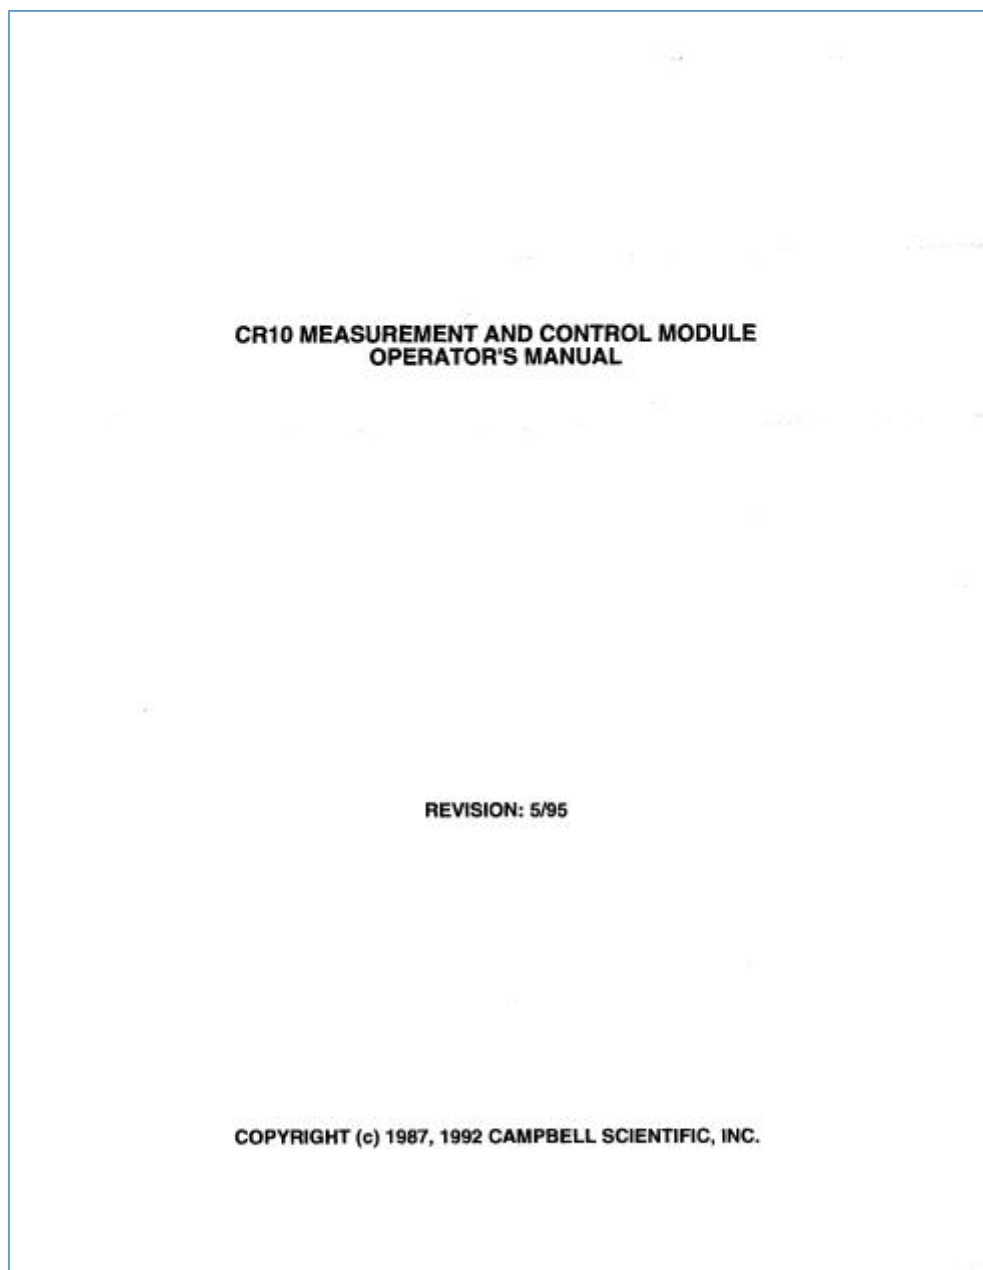 CR10 MEASUREMENT AND CONTROL MODULE
OPERATOR'S MANUAL
REVISION: 5/95
COPYRIGHT (c) 1987, 1992 CAMPBELL SCIENTIFIC, INC.